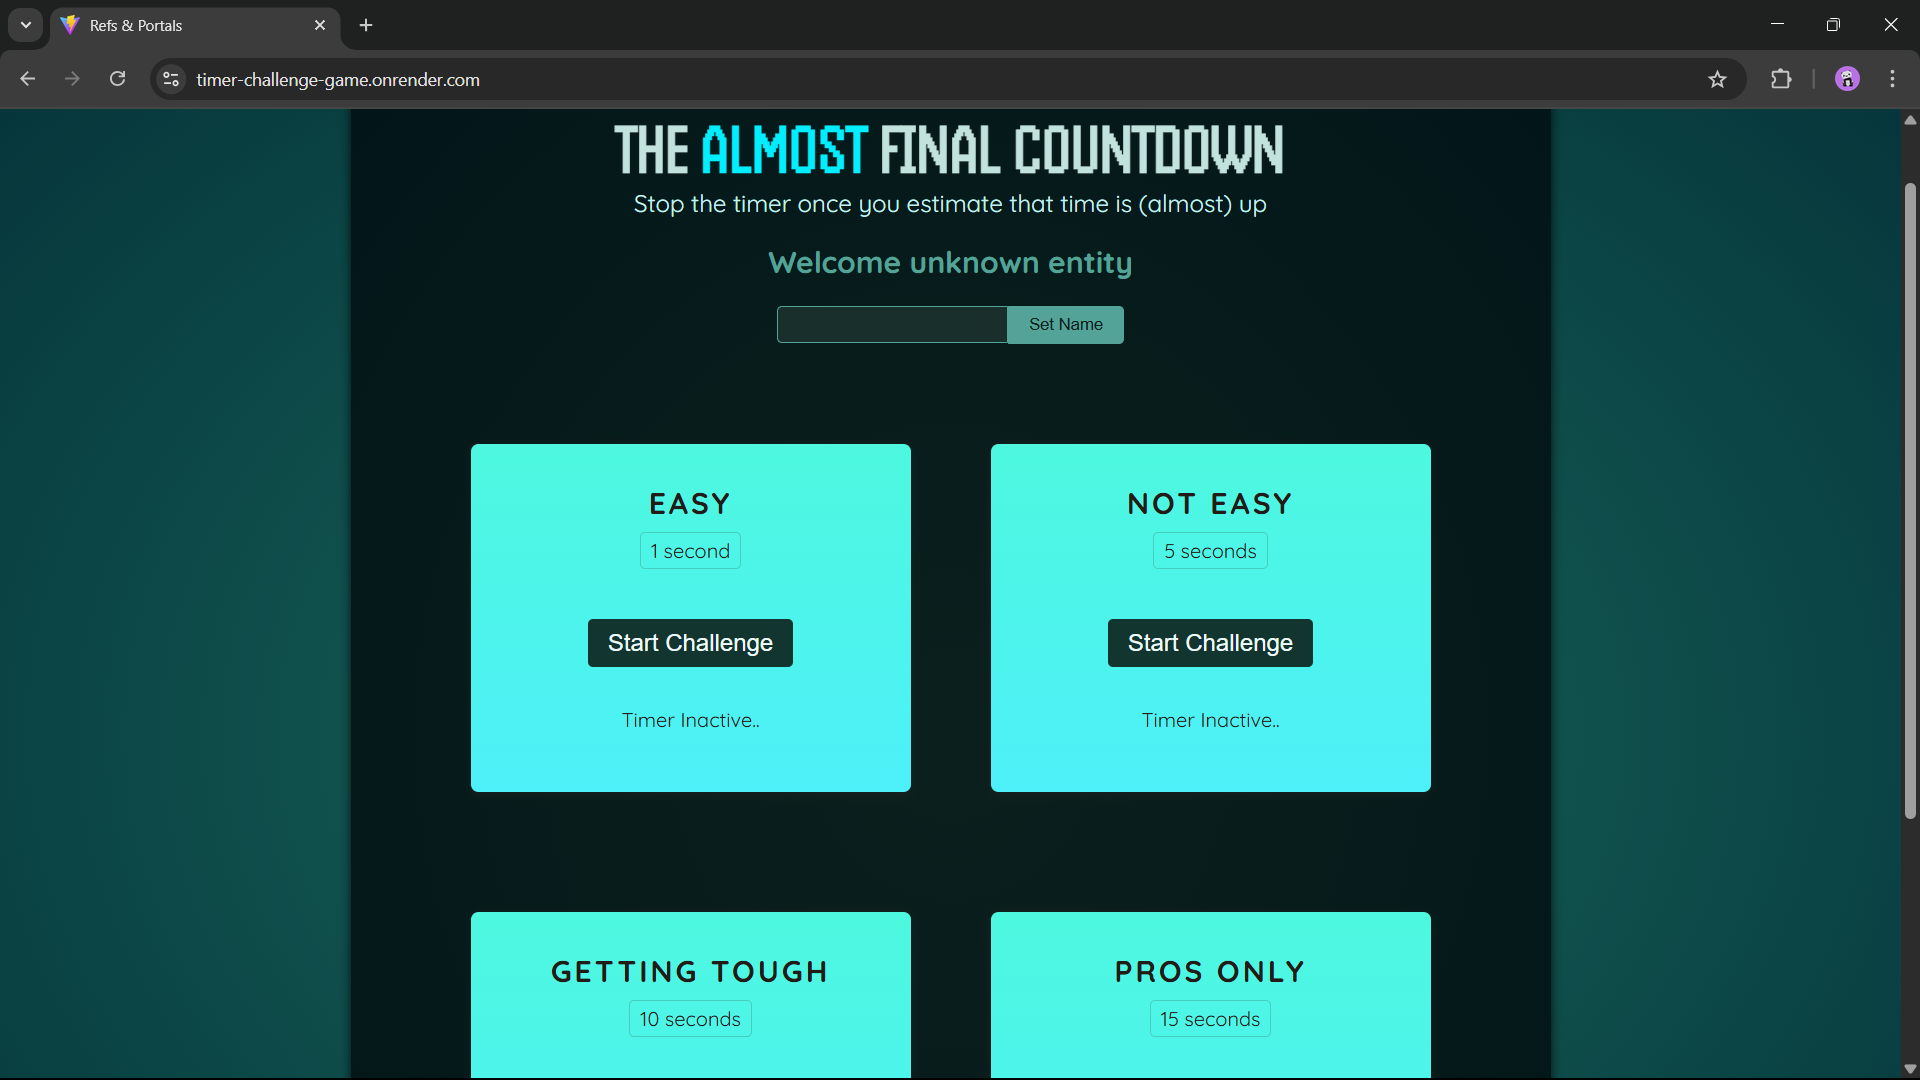 Refs & Portals
timer-challenge-game.onrender.com
THE ALMOST FINAL COUNTDOWN
Stop the timer once you estimate that time is (almost) up
Welcome unknown entity
Set Name
EASY
1 second
Start Challenge
Timer Inactive..
NOT EASY
5 seconds
Start Challenge
Timer Inactive..
GETTING TOUGH
10 seconds
PROS ONLY
15 seconds